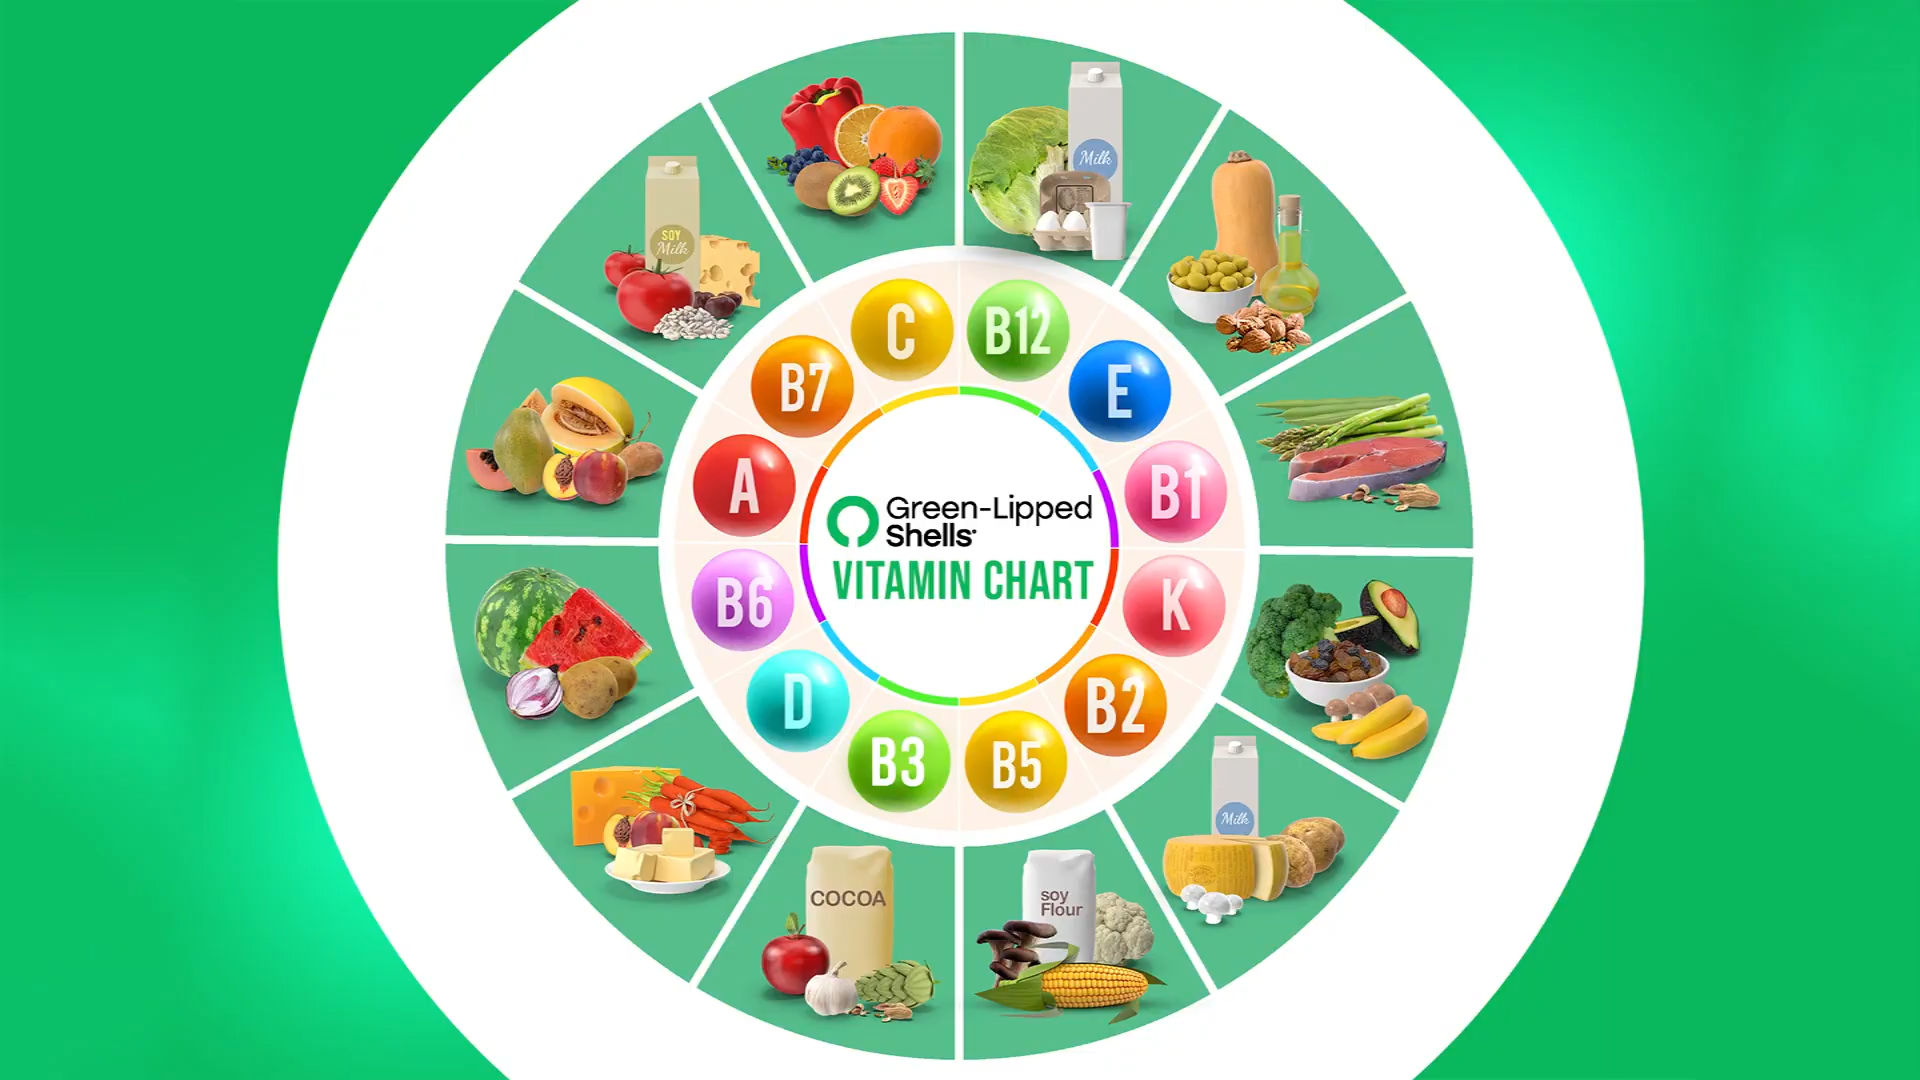 Milk
SOY
Milk
C
B12
B7
E
A
B1
Green-Lipped
Shells
VITAMIN CHART
B6
K
D
B2
B3
B5
Milk
COCOA
soy
Flour